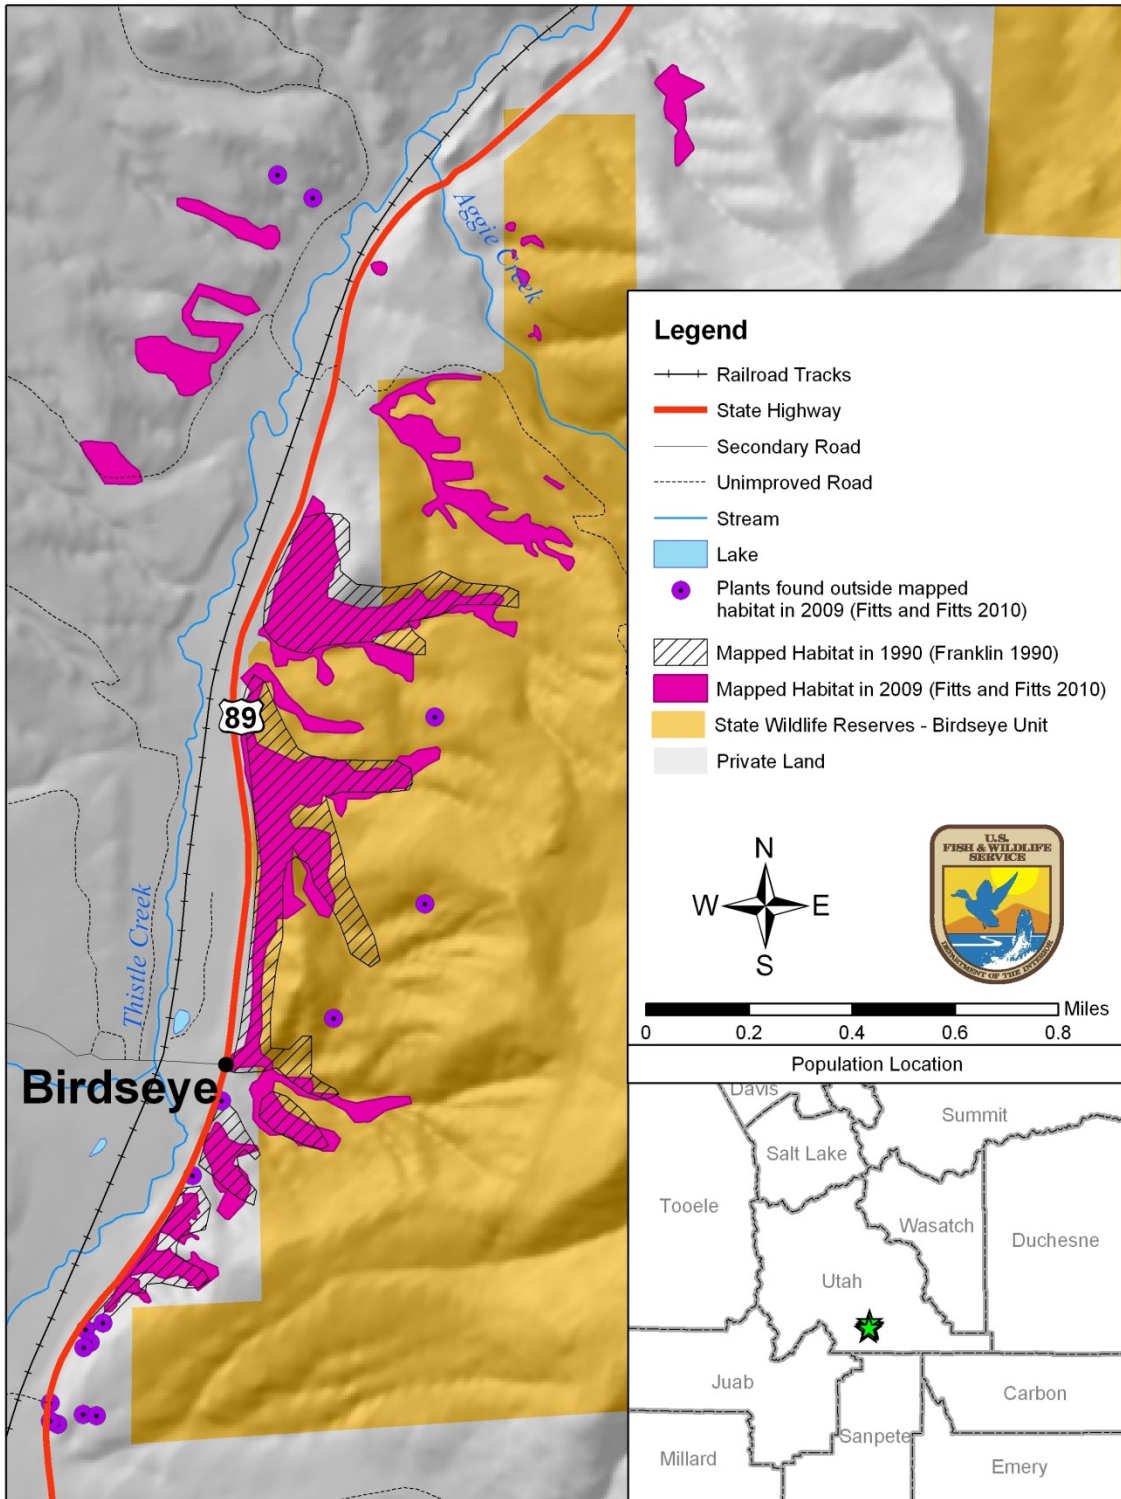 Aggie Creek
Legend
Railroad Tracks
State Highway
Secondary Road
Unimproved Road
Stream
Lake
Plants found outside mapped
habitat in 2009 (Fitts and Fitts 2010)
Mapped Habitat in 1990 (Franklin 1990)
Mapped Habitat in 2009 (Fitts and Fitts 2010)
State Wildlife Reserves - Birdseye Unit
Private Land
89
N
W
E
S
U.S.
FISH & WILDLIFE
SERVICE
DEPARTMENT OF THE INTERIOR
Thistle Creek
Miles
0 0.2 0.4 0.6 0.8
Birdseye
Population Location
Davis
Summit
Salt Lake
Tooele
Wasatch
Duchesne
Utah
Juab
Carbon
Sanpete
Millard
Emery